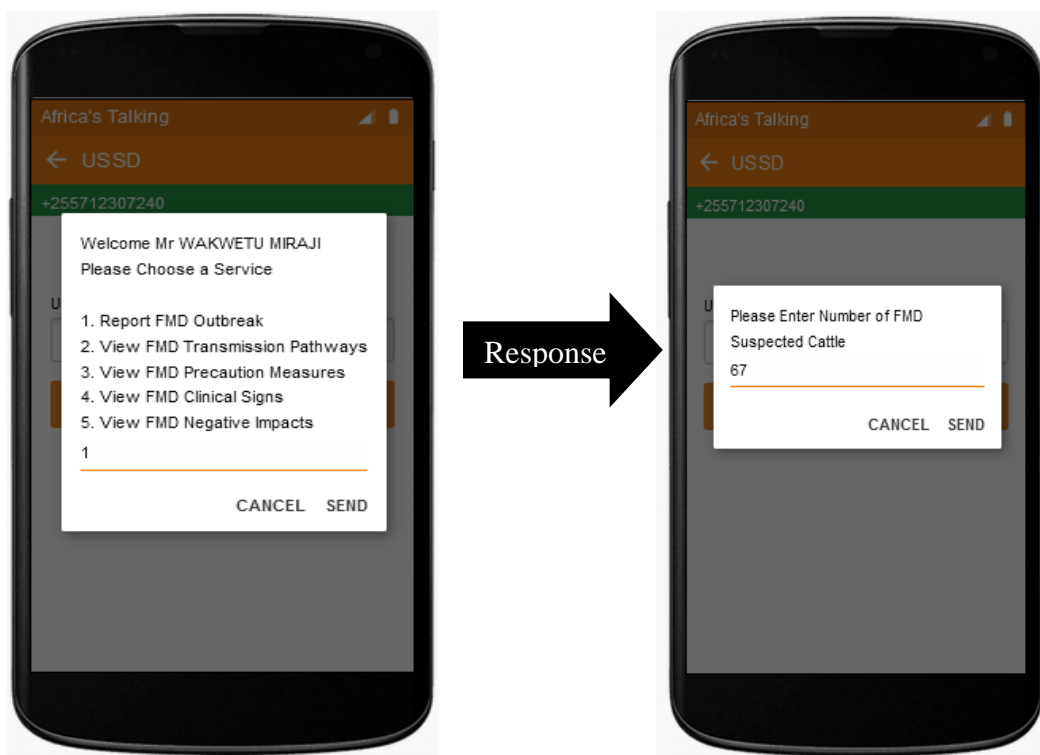 Africa's Talking
USSD
+255712307240
Welcome Mr WAKWETU MIRAJI
Please Choose a Service
U
1. Report FMD Outbreak
2. View FMD Transmission Pathways
3. View FMD Precaution Measures
4. View FMD Clinical Signs
5. View FMD Negative Impacts
1
CANCEL SEND
Response
Africa's Talking
USSD
+255712307240
U
Please Enter Number of FMD
Suspected Cattle
67
CANCEL SEND